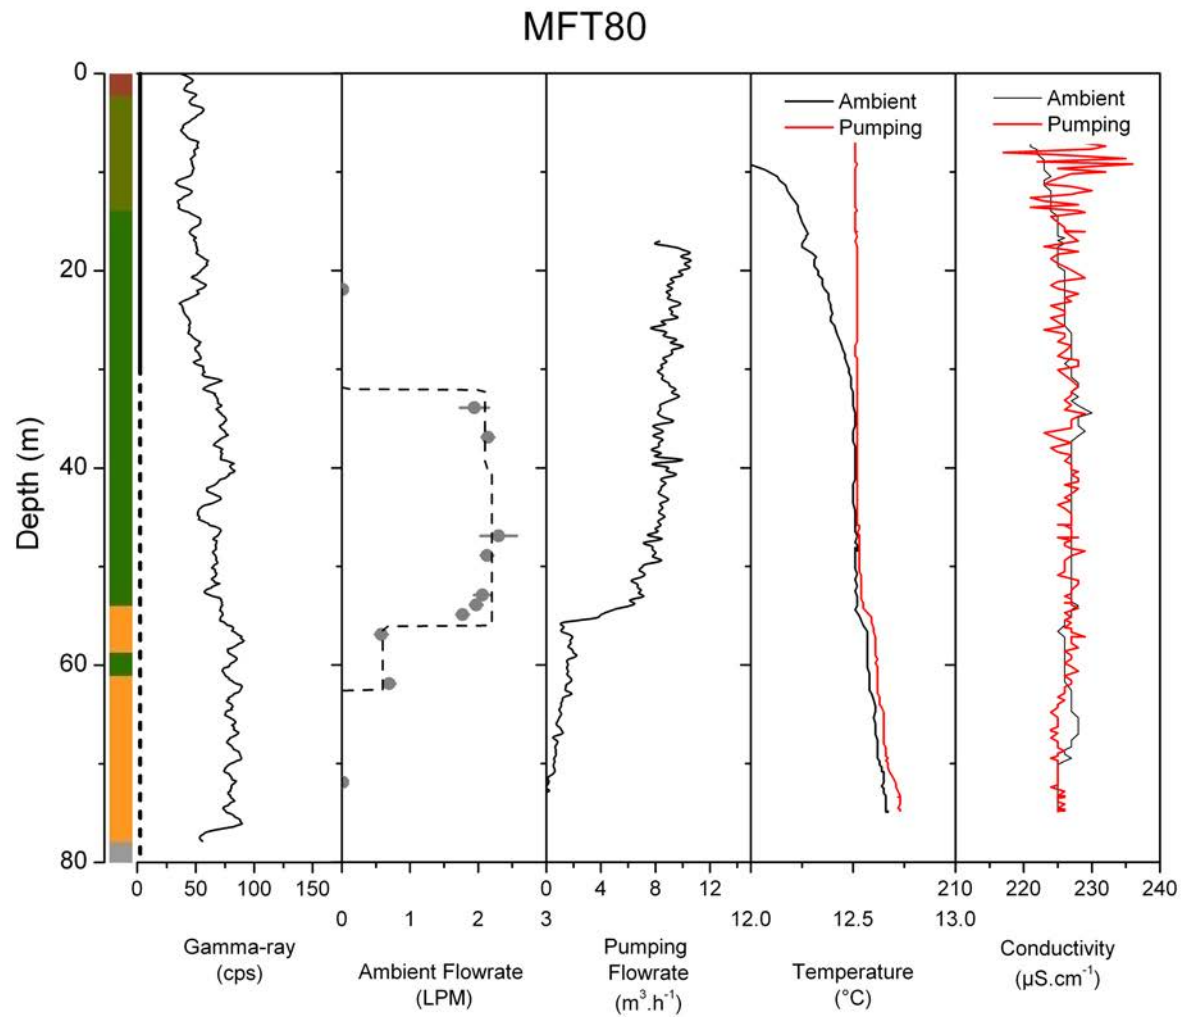 MFT80
Ambient
Pumping
Ambient
Pumping
0
20
40
60
80
Depth (m)
0 50 100 150
0 1 2 3
0 4 8 12
12.0 12.5 13.0
210 220 230 240
Gamma-ray
(cps)
Ambient Flowrate
(LPM)
Pumping
Flowrate
(m³.h⁻¹)
Temperature
(°C)
Conductivity
(µS.cm⁻¹)